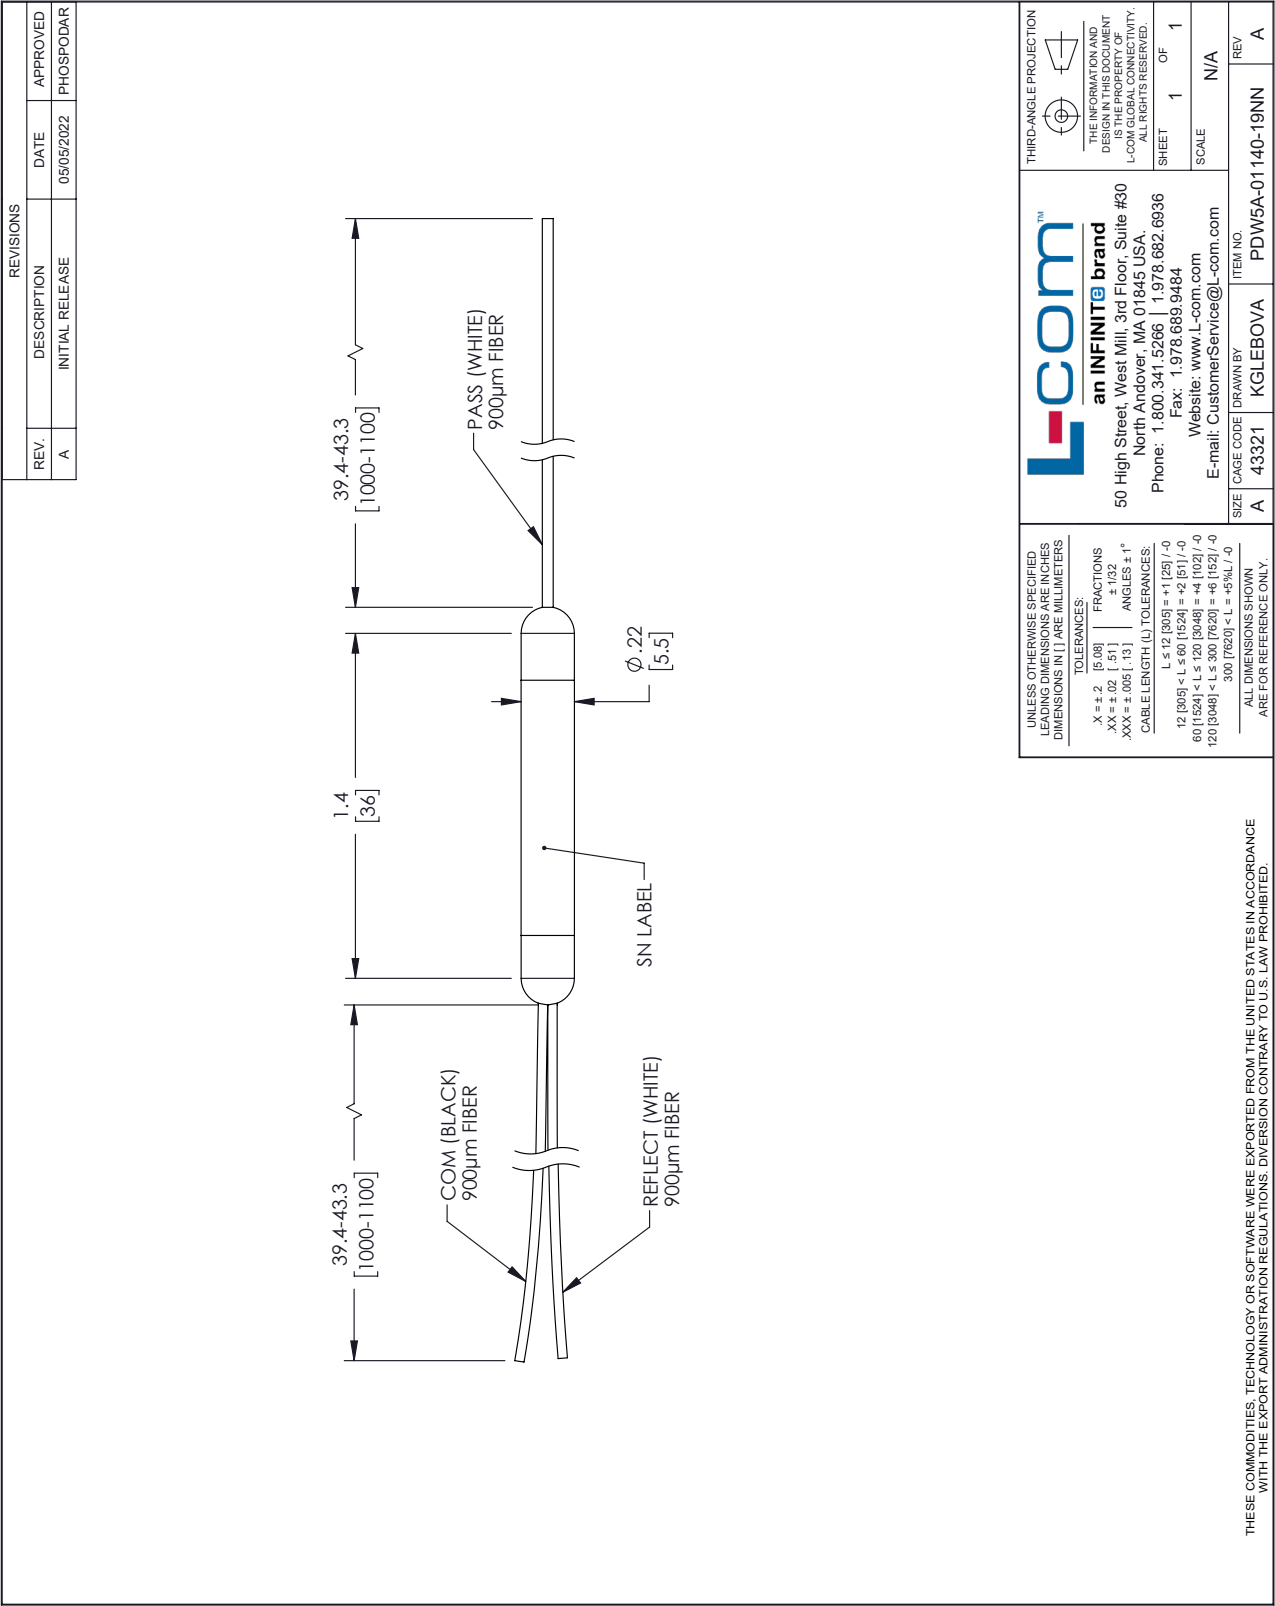 REVISIONS
REV. DESCRIPTION DATE APPROVED
A INITIAL RELEASE 05/05/2022 PHOSPODAR
39.4-43.3
[1000-1100]
1.4
[36]
39.4-43.3
[1000-1100]
COM (BLACK)
900µm FIBER
PASS (WHITE)
900µm FIBER
REFLECT (WHITE)
900µm FIBER
SN LABEL
Ø.22
[5.5]
UNLESS OTHERWISE SPECIFIED
LEADING DIMENSIONS ARE INCHES
DIMENSIONS IN [ ] ARE MILLIMETERS
TOLERANCES:
.X = ± .2 [5.08] FRACTIONS
.XX = ± .02 [ .51 ] ± 1/32
.XXX = ± .005 [ .13 ] ANGLES ± 1°
CABLE LENGTH (L) TOLERANCES:
L ≤ 12 [305] = +1 [25] / -0
12 [305] < L ≤ 60 [1524] = +2 [51] / -0
60 [1524] < L ≤ 120 [3048] = +4 [102] / -0
120 [3048] < L ≤ 300 [7620] = +6 [152] / -0
300 [7620] < L = +5%L / -0
ALL DIMENSIONS SHOWN
ARE FOR REFERENCE ONLY.
L-com™
an INFINITe brand
50 High Street, West Mill, 3rd Floor, Suite #30
North Andover, MA 01845 USA.
Phone: 1.800.341.5266 | 1.978.682.6936
Fax: 1.978.689.9484
Website: www.L-com.com
E-mail: CustomerService@L-com.com
THIRD-ANGLE PROJECTION
THE INFORMATION AND
DESIGN IN THIS DOCUMENT
IS THE PROPERTY OF
L-COM GLOBAL CONNECTIVITY.
ALL RIGHTS RESERVED.
SHEET 1 OF 1
SCALE N/A
SIZE A
CAGE CODE 43321
DRAWN BY KGLEBOVA
ITEM NO. PDW5A-01140-19NN
REV A
THESE COMMODITIES, TECHNOLOGY OR SOFTWARE WERE EXPORTED FROM THE UNITED STATES IN ACCORDANCE
WITH THE EXPORT ADMINISTRATION REGULATIONS. DIVERSION CONTRARY TO U.S. LAW PROHIBITED.